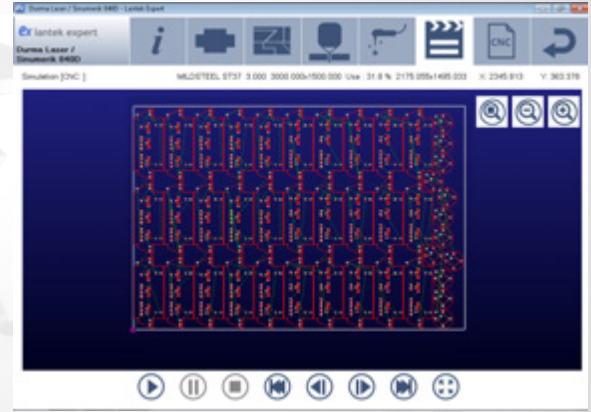 Durma Laser / Sinumerik 840D - Lantek Expert
lantek expert
Durma Laser /
Sinumerik 840D
CNC
Simulation [CNC: ]
MILDSTEEL ST37 3.000 3000.000x1500.000 Use : 31.8 % 2175.055x1495.033 X: 2345.813 Y: 363.378